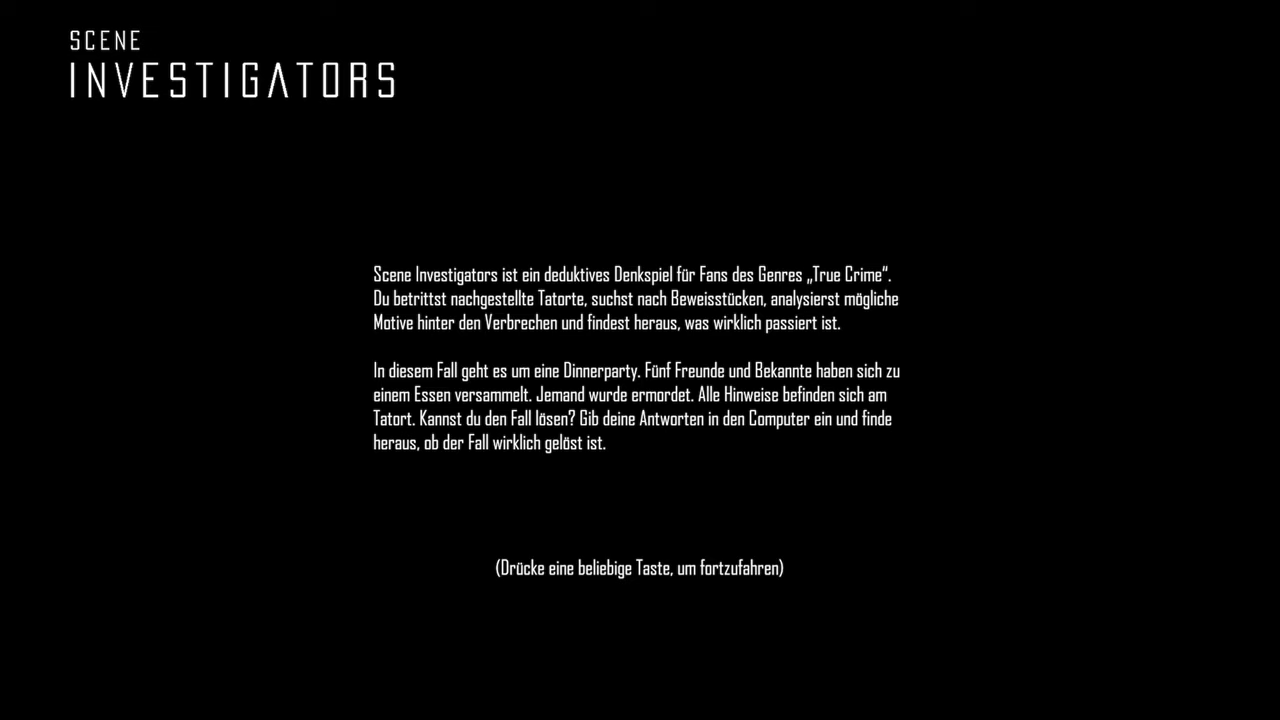 SCENE
INVESTIGATORS
Scene Investigators ist ein deduktives Denkspiel für Fans des Genres „True Crime“.
Du betrittst nachgestellte Tatorte, suchst nach Beweisstücken, analysierst mögliche
Motive hinter den Verbrechen und findest heraus, was wirklich passiert ist.
In diesem Fall geht es um eine Dinnerparty. Fünf Freunde und Bekannte haben sich zu
einem Essen versammelt. Jemand wurde ermordet. Alle Hinweise befinden sich am
Tatort. Kannst du den Fall lösen? Gib deine Antworten in den Computer ein und finde
heraus, ob der Fall wirklich gelöst ist.
(Drücke eine beliebige Taste, um fortzufahren)